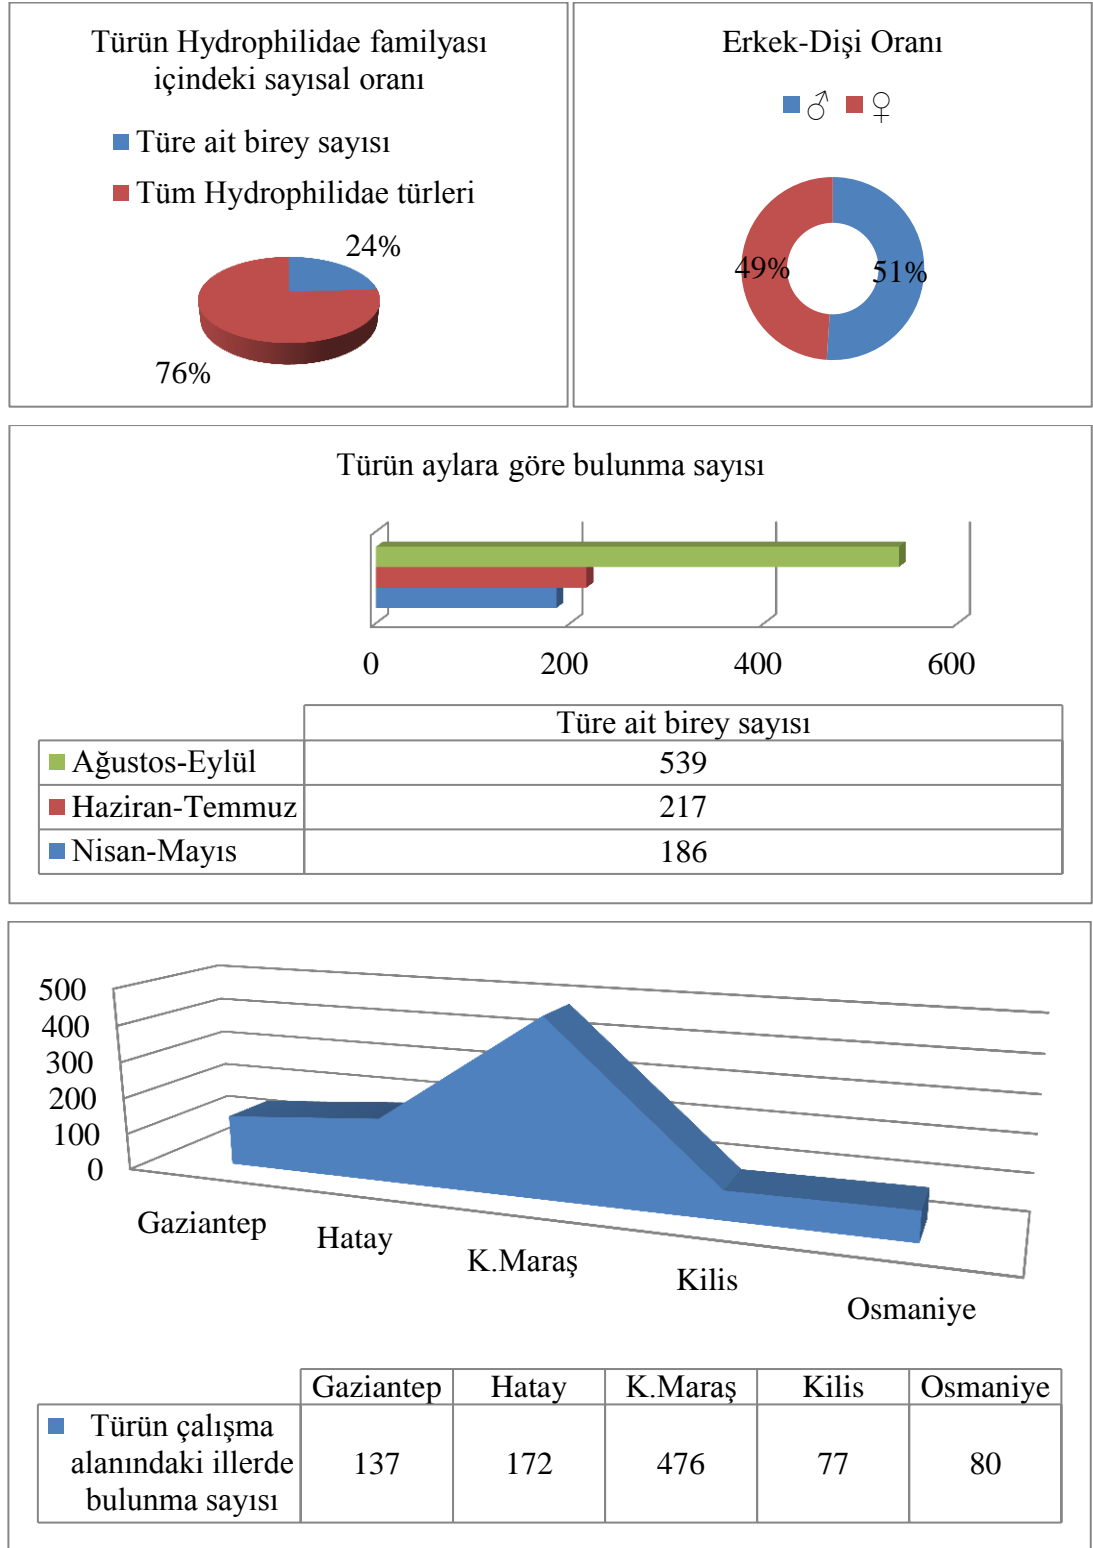 Türün Hydrophilidae familyası
içindeki sayısal oranı
Türe ait birey sayısı
Tüm Hydrophilidae türleri
24%
76%
Erkek-Dişi Oranı
♂ ♀
49% 51%
Türün aylara göre bulunma sayısı
0 200 400 600
Türe ait birey sayısı
Ağustos-Eylül 539
Haziran-Temmuz 217
Nisan-Mayıs 186
500
400
300
200
100
0
Gaziantep
Hatay
K.Maraş
Kilis
Osmaniye
Gaziantep Hatay K.Maraş Kilis Osmaniye
Türün çalışma
alanındaki illerde
bulunma sayısı
137 172 476 77 80